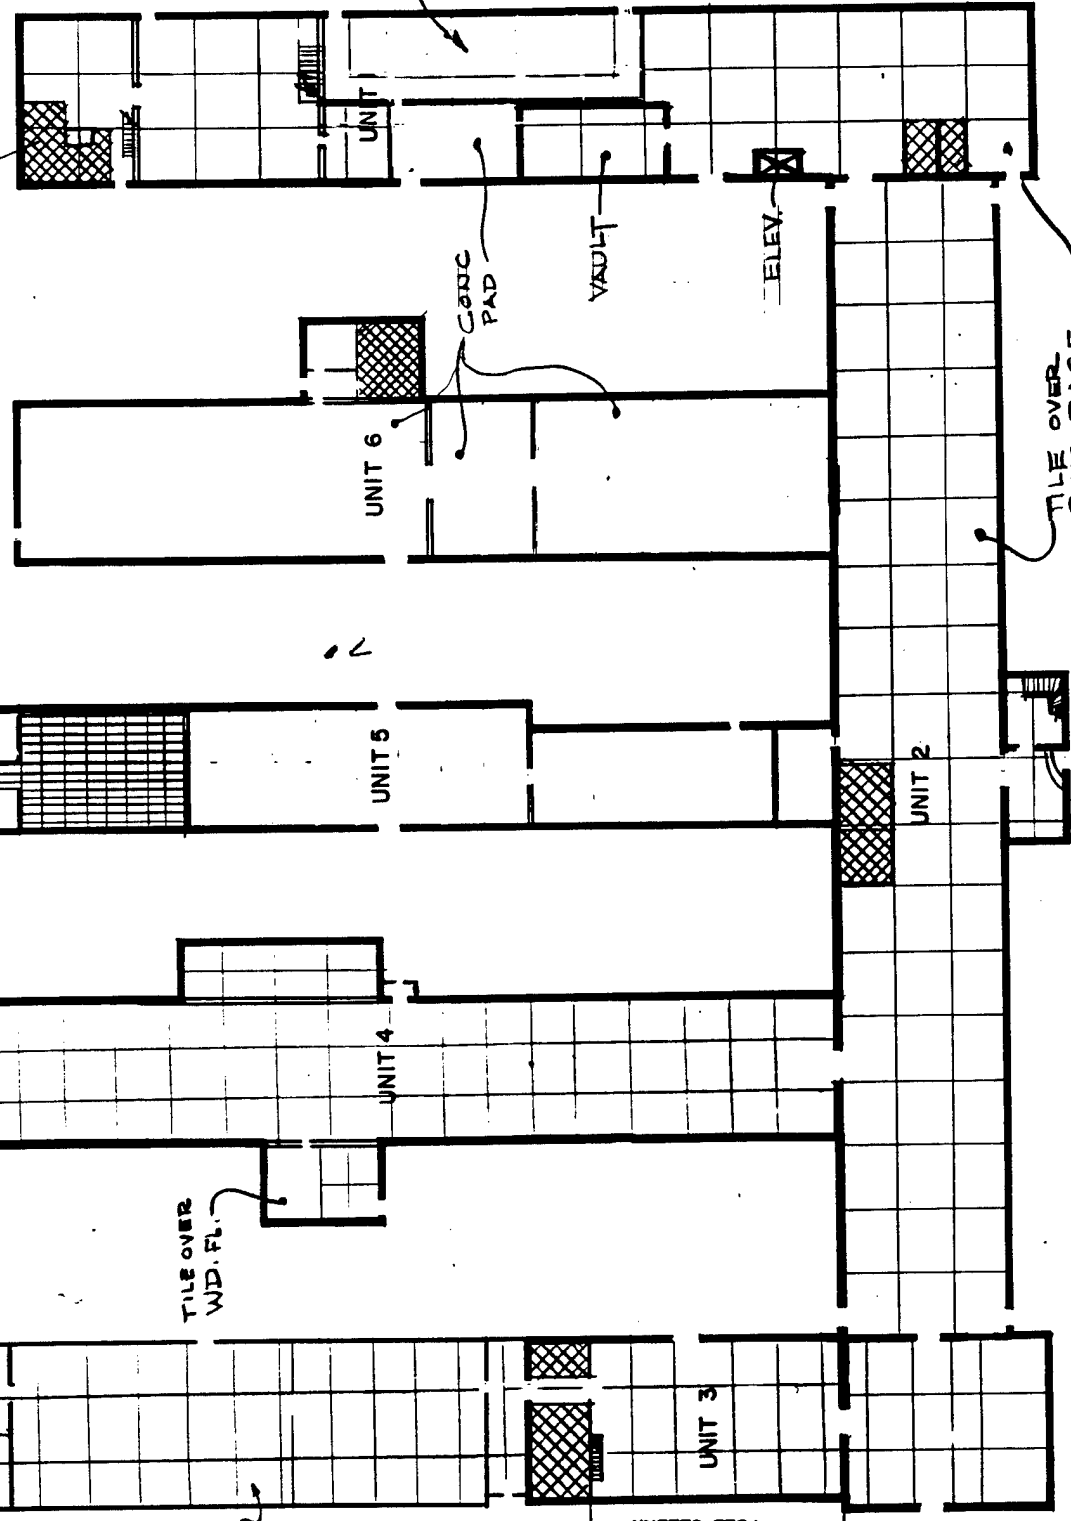 UNIT
CONC
PAD
VAULT
ELEV.
UNIT 6
TILE OVER
UNIT 5
UNIT 2
UNIT 4
TILE OVER
WD. FL.
UNIT 3